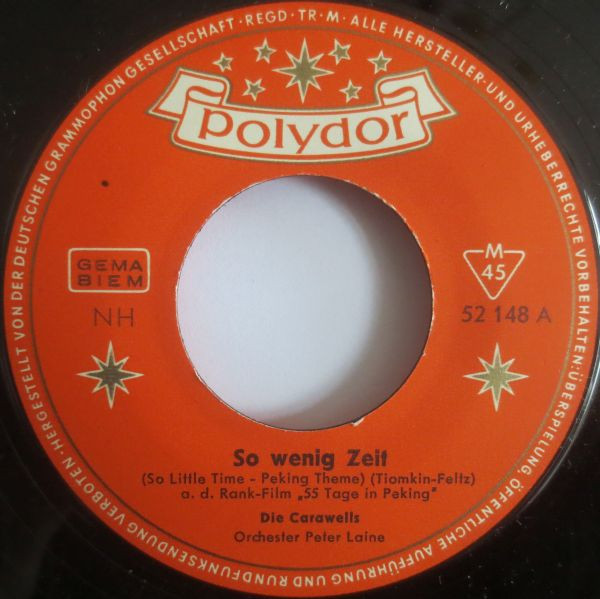 HERGESTELLT VON DER DEUTSCHEN GRAMMOPHON GESELLSCHAFT · REGD · TR · M · ALLE HERSTELLER- UND URHEBERRECHTE VORBEHALTEN: ÜBERSPIELUNG, ÖFFENTLICHE AUFFÜHRUNG UND RUNDFUNKSENDUNG VERBOTEN ·
Polydor
GEMA
BIEM
NH
M
45
52 148 A
So wenig Zeit
(So Little Time - Peking Theme) (Tiomkin-Feltz)
a. d. Rank-Film „55 Tage in Peking"
Die Carawells
Orchester Peter Laine